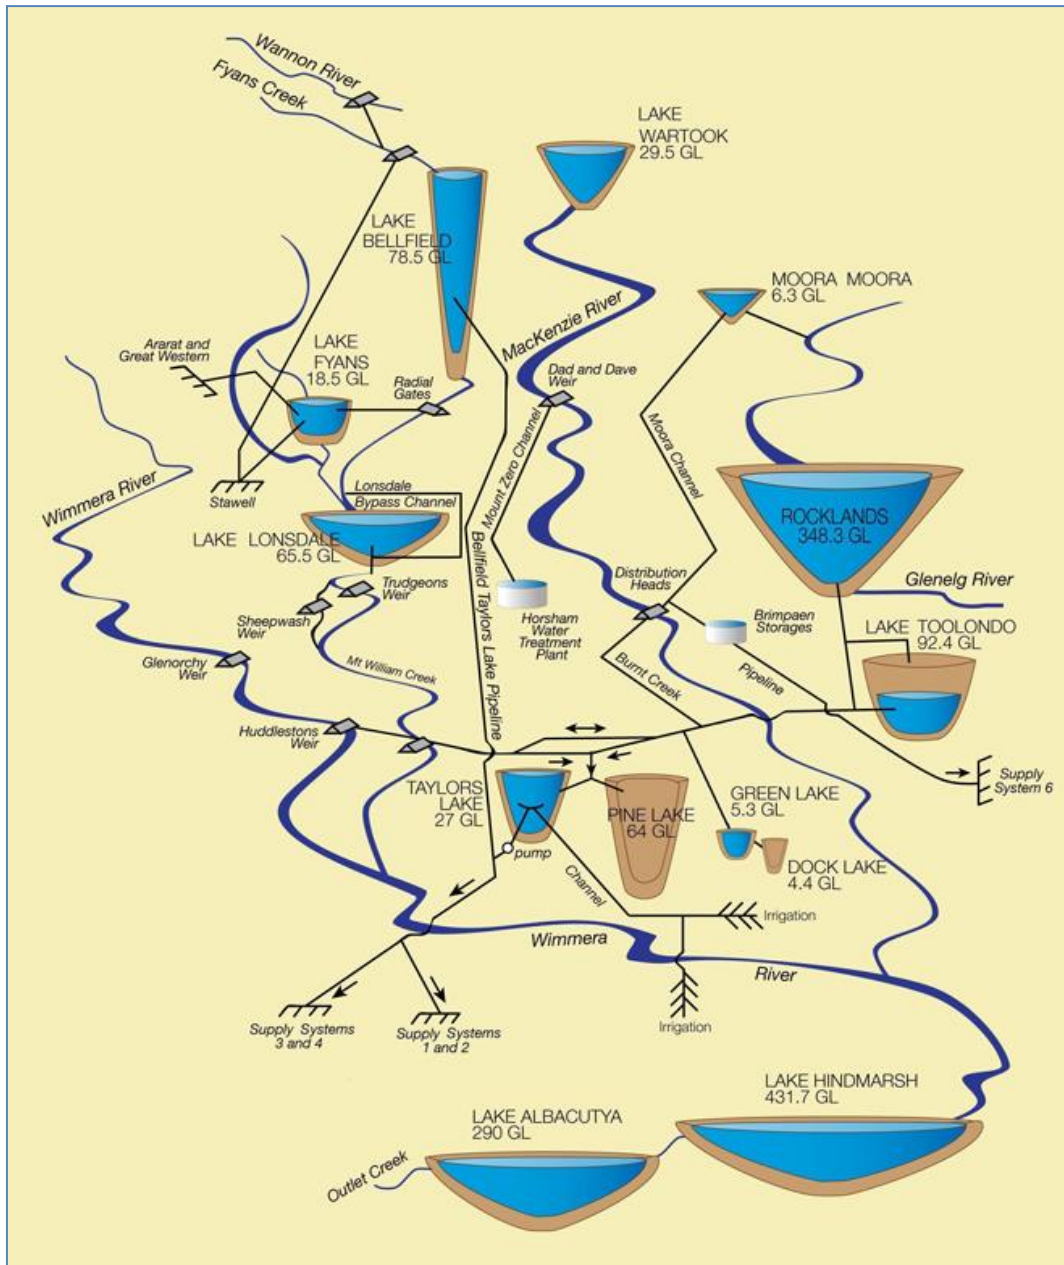 Wannon River
Fyans Creek
LAKE
WARTOOK
29.5 GL
LAKE
BELLFIELD
78.5 GL
MOORA MOORA
6.3 GL
MacKenzie River
Ararat and
Great Western
LAKE
FYANS
18.5 GL
Radial
Gates
Dad and Dave
Weir
Moora Channel
Mount Zero Channel
Wimmera River
Stawell
Lonsdale
Bypass Channel
LAKE LONSDALE
65.5 GL
Bellfield Taylors Lake Pipeline
ROCKLANDS
348.3 GL
Glenelg River
Trudgeons
Weir
Sheepwash
Weir
Horsham
Water
Treatment
Plant
Distribution
Heads
Brimpaen
Storages
LAKE TOOLONDO
92.4 GL
Glenorchy
Weir
Mt William Creek
Burnt Creek
Pipeline
Huddlestons
Weir
TAYLORS
LAKE
27 GL
PINE LAKE
64 GL
GREEN LAKE
5.3 GL
Supply
System 6
pump
DOCK LAKE
4.4 GL
Channel
Irrigation
Wimmera
River
Irrigation
Supply Systems
3 and 4
Supply Systems
1 and 2
LAKE HINDMARSH
431.7 GL
LAKE ALBACUTYA
290 GL
Outlet Creek